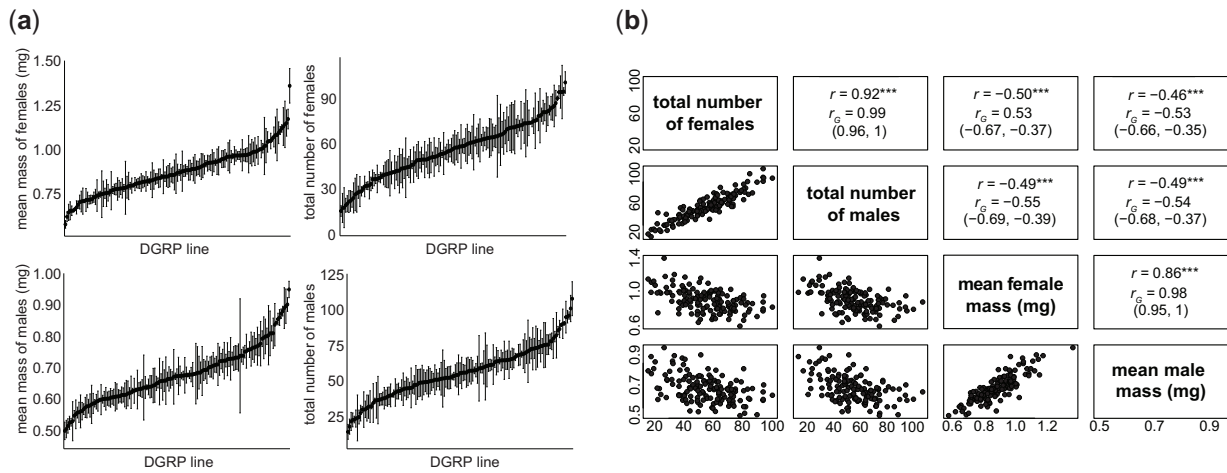 (a)
mean mass of females (mg)
1.50
1.25
1.00
0.75
DGRP line
total number of females
90
60
30
0
DGRP line
mean mass of males (mg)
1.00
0.90
0.80
0.70
0.60
0.50
DGRP line
total number of males
125
100
75
50
25
DGRP line
(b)
20 60 100
total number
of females
r = 0.92***
rG = 0.99
(0.96, 1)
r = −0.50***
rG = 0.53
(−0.67, −0.37)
r = −0.46***
rG = −0.53
(−0.66, −0.35)
20 60 100
total number
of males
r = −0.49***
rG = −0.55
(−0.69, −0.39)
r = −0.49***
rG = −0.54
(−0.68, −0.37)
0.6 1.0 1.4
mean female
mass (mg)
r = 0.86***
rG = 0.98
(0.95, 1)
0.5 0.7 0.9
mean male
mass (mg)
20 40 60 80 100
20 40 60 80 100
0.6 0.8 1.0 1.2
0.5 0.7 0.9